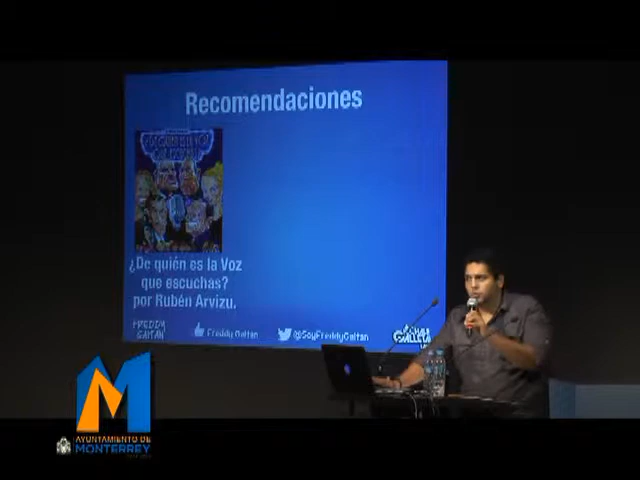 Recomendaciones
¿De quién es la Voz
que escuchas?
por Rubén Arvizu.
FREDDY
GAITAN
Freddy Gaitan
@SoyFreddyGaitan
M
AYUNTAMIENTO DE
MONTERREY